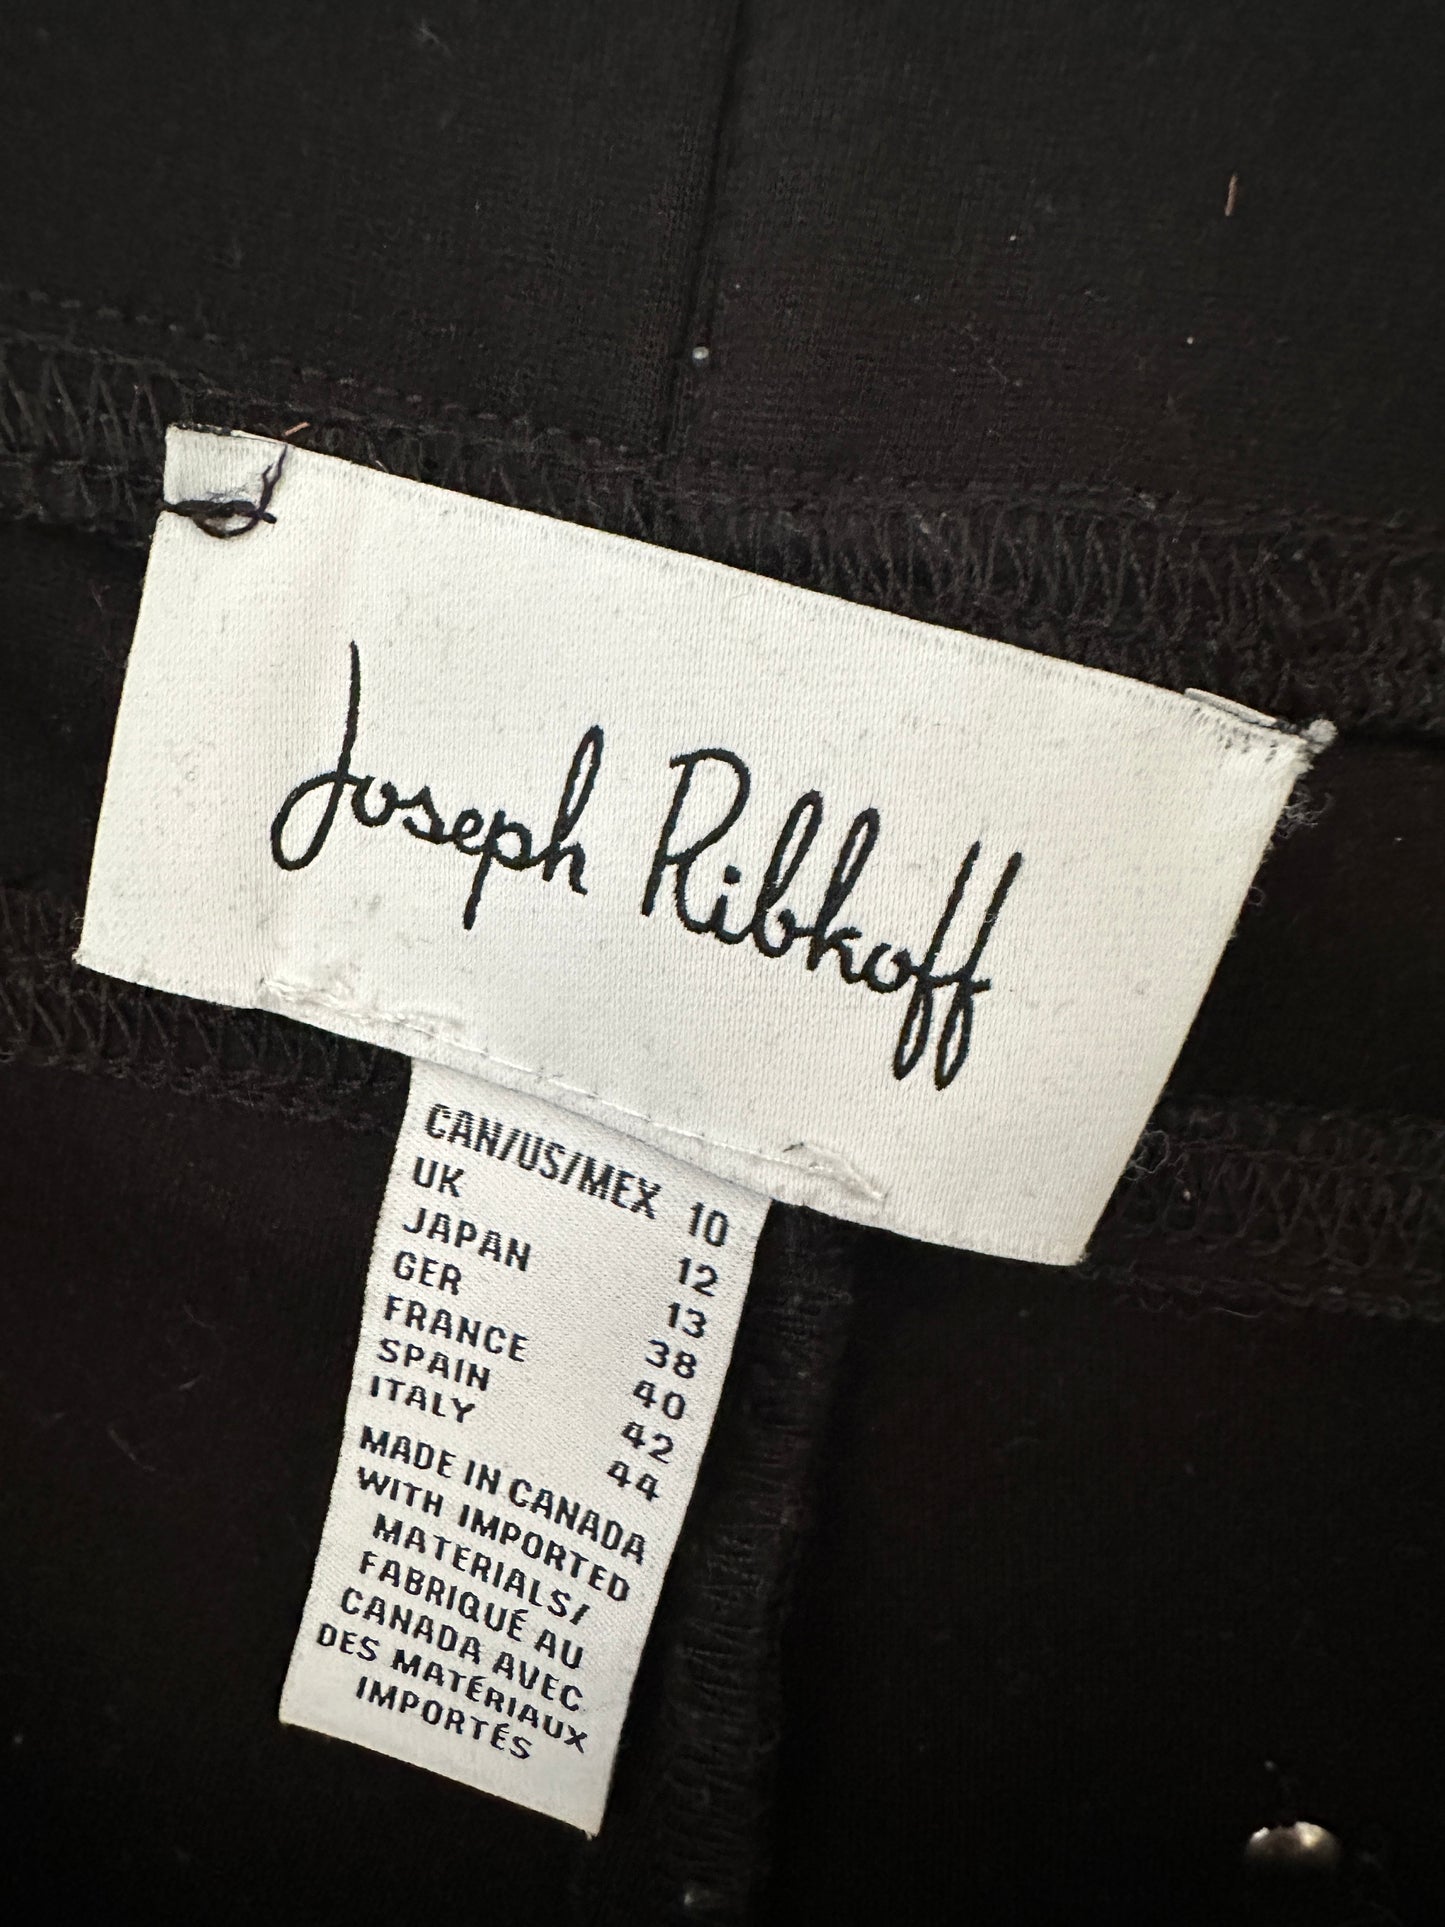 Joseph Ribkoff
CAN/US/MEX 10
UK 12
JAPAN 13
GER 38
FRANCE 40
SPAIN 42
ITALY 44
MADE IN CANADA
WITH IMPORTED
MATERIALS/
FABRIQUÉ AU
CANADA AVEC
DES MATÉRIAUX
IMPORTÉS